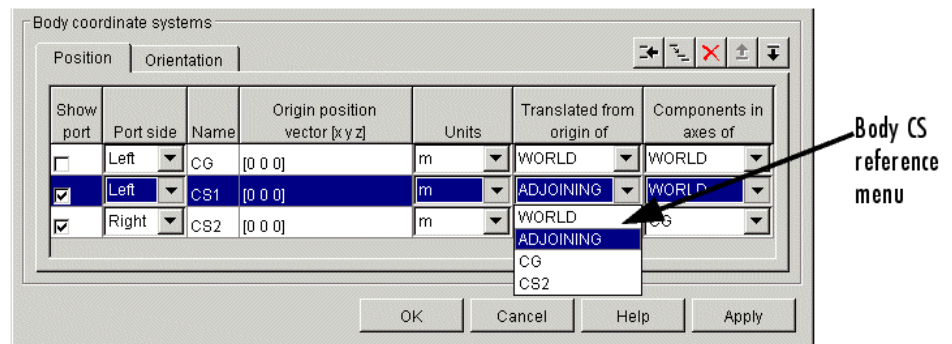 Body coordinate systems
Position
Orientation
Show port
Port side
Name
Origin position vector [x y z]
Units
Translated from origin of
Components in axes of
Left
CG
[0 0 0]
m
WORLD
WORLD
Left
CS1
[0 0 0]
m
ADJOINING
WORLD
Right
CS2
[0 0 0]
m
CG
WORLD
ADJOINING
CG
CS2
Body CS
reference
menu
OK
Cancel
Help
Apply